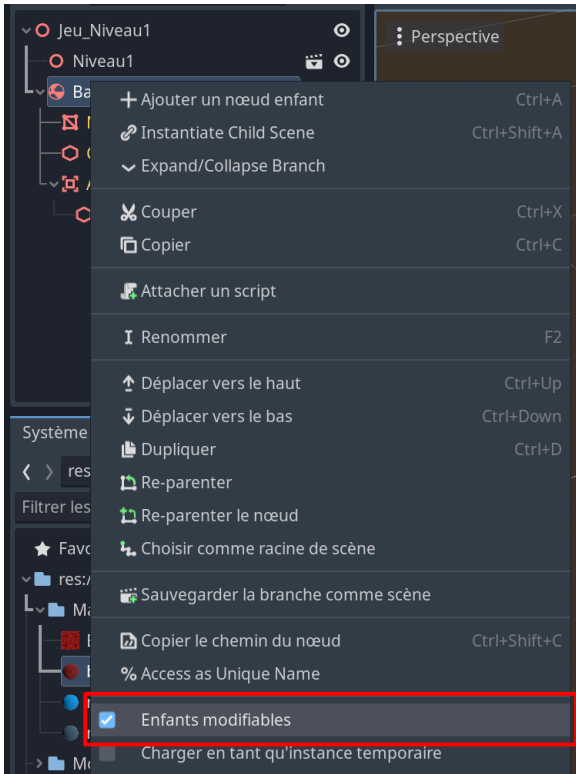 Jeu_Niveau1
Perspective
Niveau1
Ajouter un nœud enfant Ctrl+A
Instantiate Child Scene Ctrl+Shift+A
Expand/Collapse Branch
Couper Ctrl+X
Copier Ctrl+C
Attacher un script
Renommer F2
Déplacer vers le haut Ctrl+Up
Déplacer vers le bas Ctrl+Down
Système
Dupliquer Ctrl+D
res
Re-parenter
Filtrer les
Re-parenter le nœud
Choisir comme racine de scène
res:/
Sauvegarder la branche comme scène
Copier le chemin du nœud Ctrl+Shift+C
Access as Unique Name
Enfants modifiables
Charger en tant qu'instance temporaire